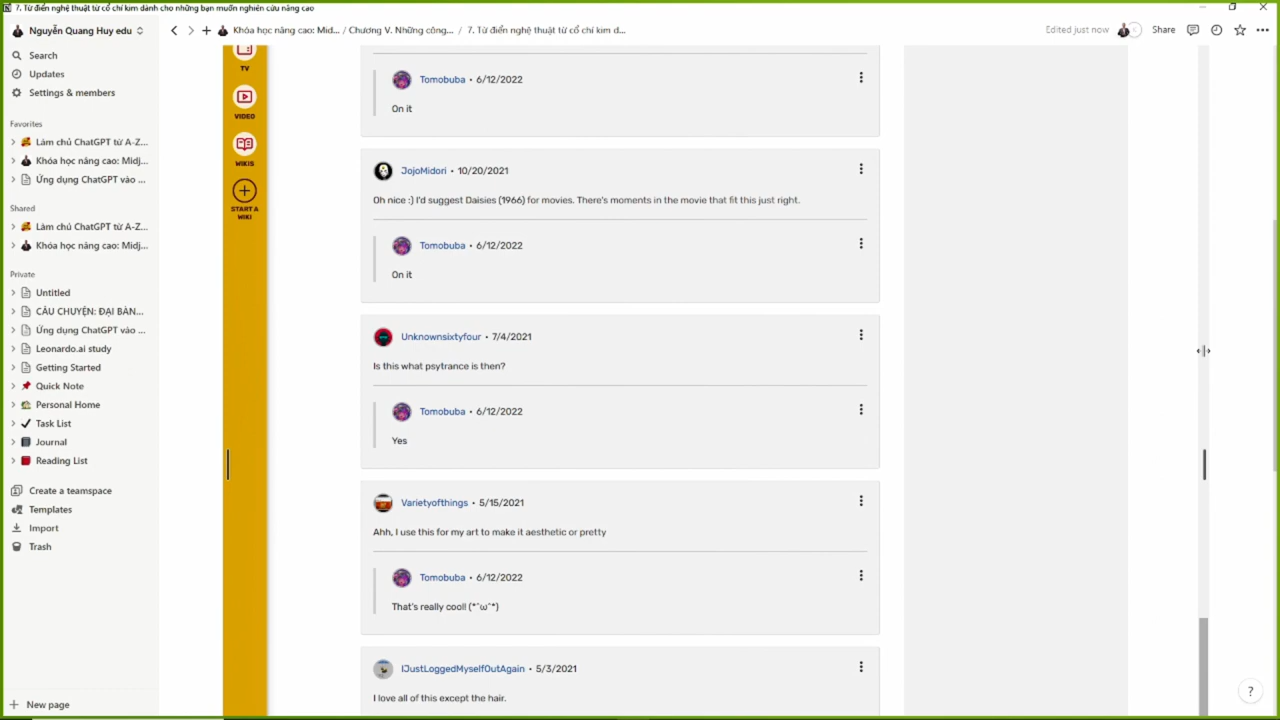 7. Từ điển nghệ thuật từ cổ chí kim dành cho những bạn muốn nghiên cứu nâng cao
Nguyễn Quang Huy edu
Khóa học nâng cao: Mid... / Chương V. Những công... / 7. Từ điển nghệ thuật từ cổ chí kim d...
Edited just now
Share
Search
Updates
Settings & members
Favorites
Làm chủ ChatGPT từ A-Z...
Khóa học nâng cao: Midj...
Ứng dụng ChatGPT vào ...
Shared
Làm chủ ChatGPT từ A-Z...
Khóa học nâng cao: Midj...
Private
Untitled
CÂU CHUYỆN: ĐẠI BÀN...
Ứng dụng ChatGPT vào ...
Leonardo.ai study
Getting Started
Quick Note
Personal Home
Task List
Journal
Reading List
Create a teamspace
Templates
Import
Trash
New page
TV
VIDEO
WIKIS
START A
WIKI
Tomobuba • 6/12/2022
On it
JojoMidori • 10/20/2021
Oh nice :) I'd suggest Daisies (1966) for movies. There's moments in the movie that fit this just right.
Tomobuba • 6/12/2022
On it
Unknownsixtyfour • 7/4/2021
Is this what psytrance is then?
Tomobuba • 6/12/2022
Yes
Varietyofthings • 5/15/2021
Ahh, I use this for my art to make it aesthetic or pretty
Tomobuba • 6/12/2022
That's really cool! (*ˆωˆ*)
IJustLoggedMyselfOutAgain • 5/3/2021
I love all of this except the hair.
?